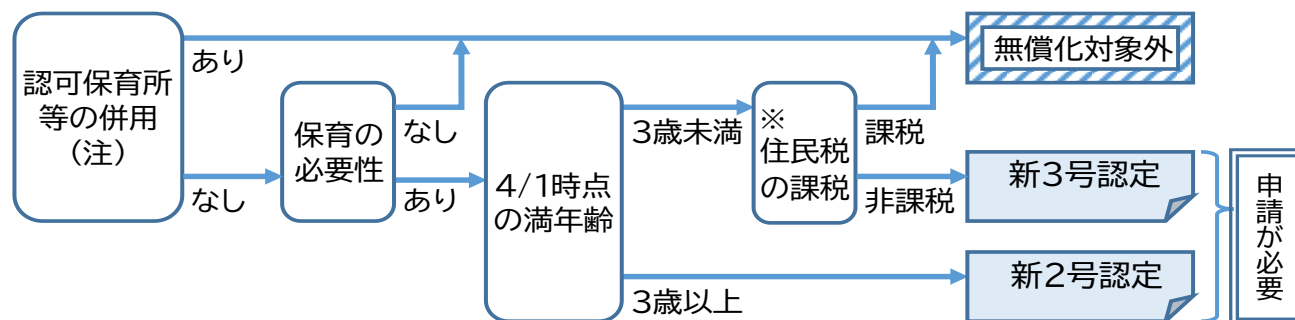 認可保育所
等の併用
（注）
あり
なし
保育の
必要性
なし
あり
4/1時点
の満年齢
3歳未満
3歳以上
※
住民税
の課税
課税
非課税
無償化対象外
新3号認定
新2号認定
申請が必要